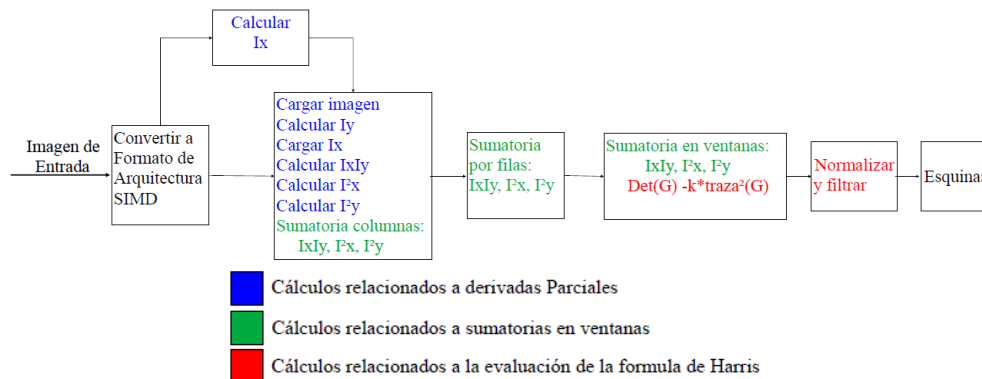 Calcular
Ix
Imagen de
Entrada
Convertir a
Formato de
Arquitectura
SIMD
Cargar imagen
Calcular Iy
Cargar Ix
Calcular IxIy
Calcular I²x
Calcular I²y
Sumatoria columnas:
IxIy, I²x, I²y
Sumatoria
por filas:
IxIy, I²x, I²y
Sumatoria en ventanas:
IxIy, I²x, I²y
Det(G) -k*traza²(G)
Normalizar
y filtrar
Esquinas
Cálculos relacionados a derivadas Parciales
Cálculos relacionados a sumatorias en ventanas
Cálculos relacionados a la evaluación de la formula de Harris